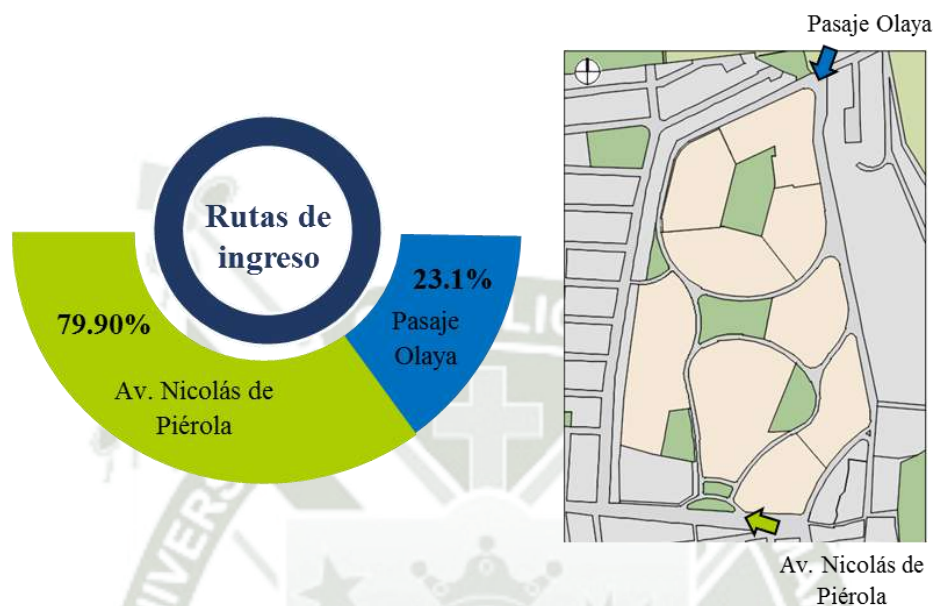 Pasaje Olaya
Rutas de
ingreso
79.90%
Av. Nicolás de
Piérola
23.1%
Pasaje
Olaya
Av. Nicolás de
Piérola